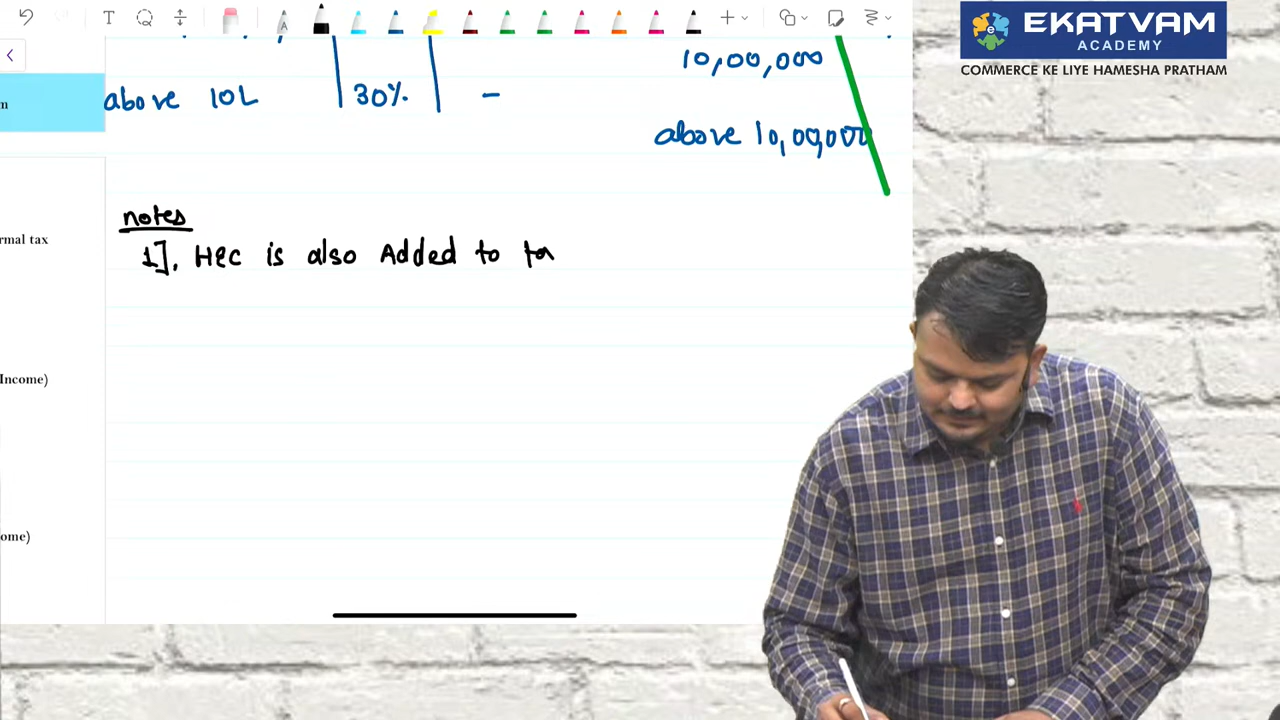 EKATVAM
ACADEMY
COMMERCE KE LIYE HAMESHA PRATHAM
10,00,000
above 10L 30% -
above 10,00,000
notes
1]. HEC is also Added to ta
rmal tax
Income)
ome)